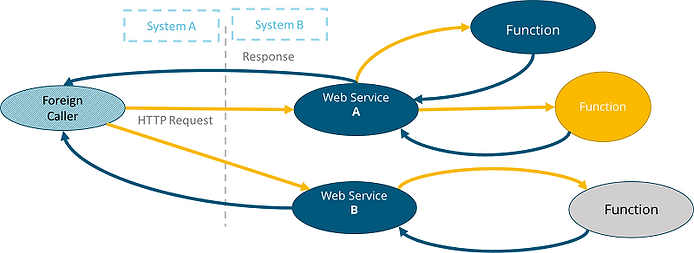 System A
System B
Function
Response
Foreign
Caller
Web Service
A
Function
HTTP Request
Web Service
B
Function